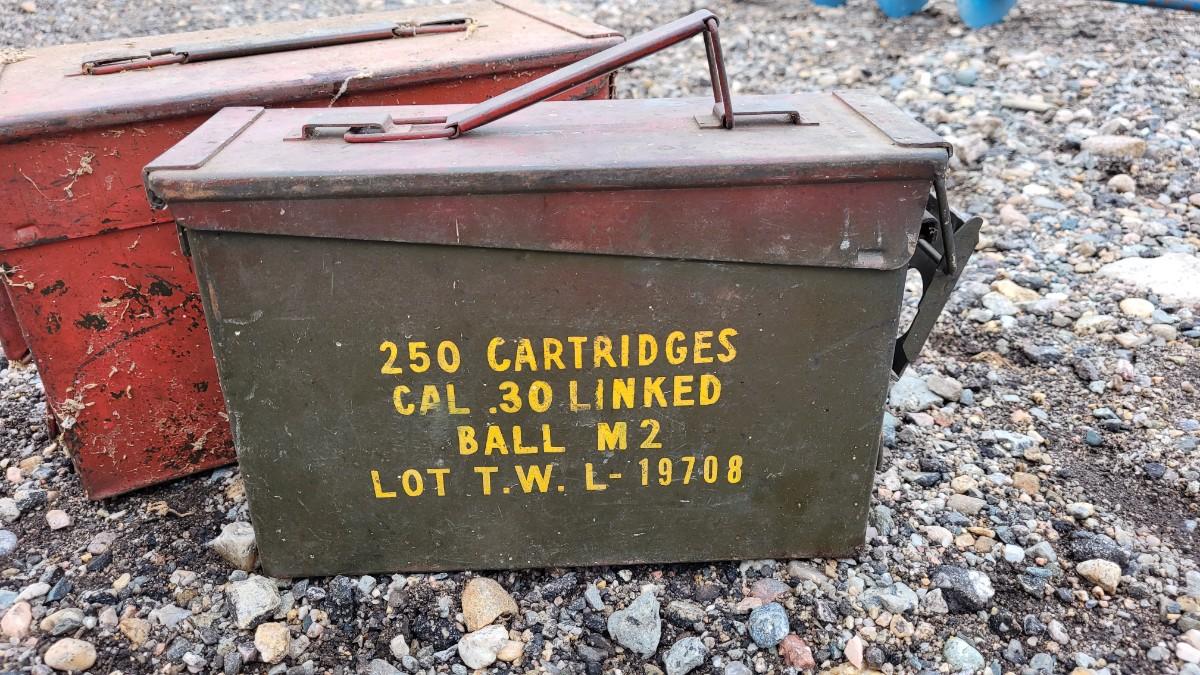 250 CARTRIDGES
CAL .30 LINKED
BALL M2
LOT T.W. L-19708